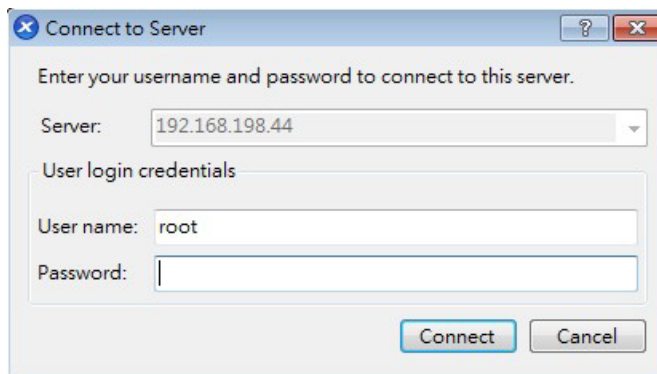 Connect to Server
Enter your username and password to connect to this server.
Server: 192.168.198.44
User login credentials
User name: root
Password:
Connect Cancel